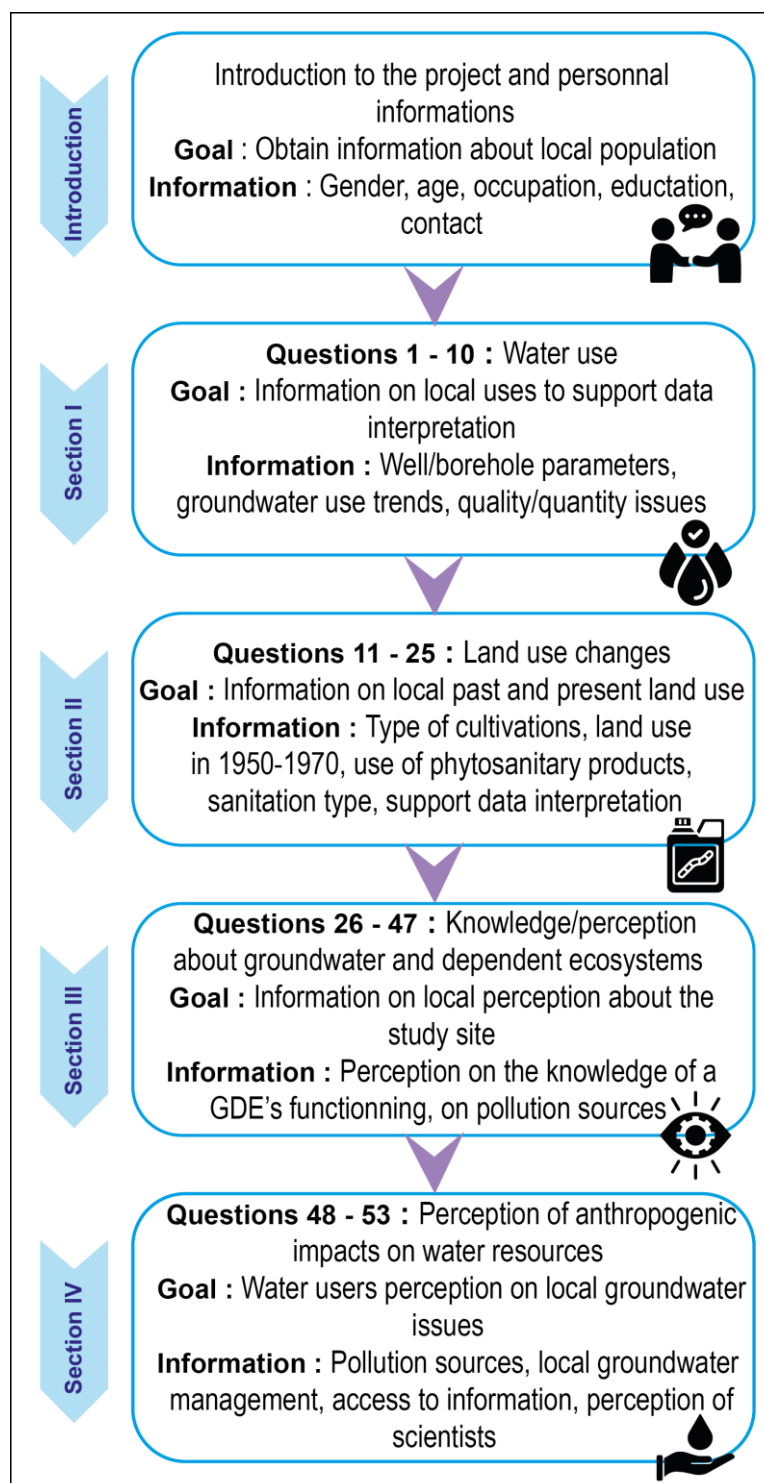 Introduction
Introduction to the project and personnal
informations
Goal : Obtain information about local population
Information : Gender, age, occupation, eductation,
contact
Section I
Questions 1 - 10 : Water use
Goal : Information on local uses to support data
interpretation
Information : Well/borehole parameters,
groundwater use trends, quality/quantity issues
Section II
Questions 11 - 25 : Land use changes
Goal : Information on local past and present land use
Information : Type of cultivations, land use
in 1950-1970, use of phytosanitary products,
sanitation type, support data interpretation
Section III
Questions 26 - 47 : Knowledge/perception
about groundwater and dependent ecosystems
Goal : Information on local perception about the
study site
Information : Perception on the knowledge of a
GDE's functionning, on pollution sources
Section IV
Questions 48 - 53 : Perception of anthropogenic
impacts on water resources
Goal : Water users perception on local groundwater
issues
Information : Pollution sources, local groundwater
management, access to information, perception of
scientists